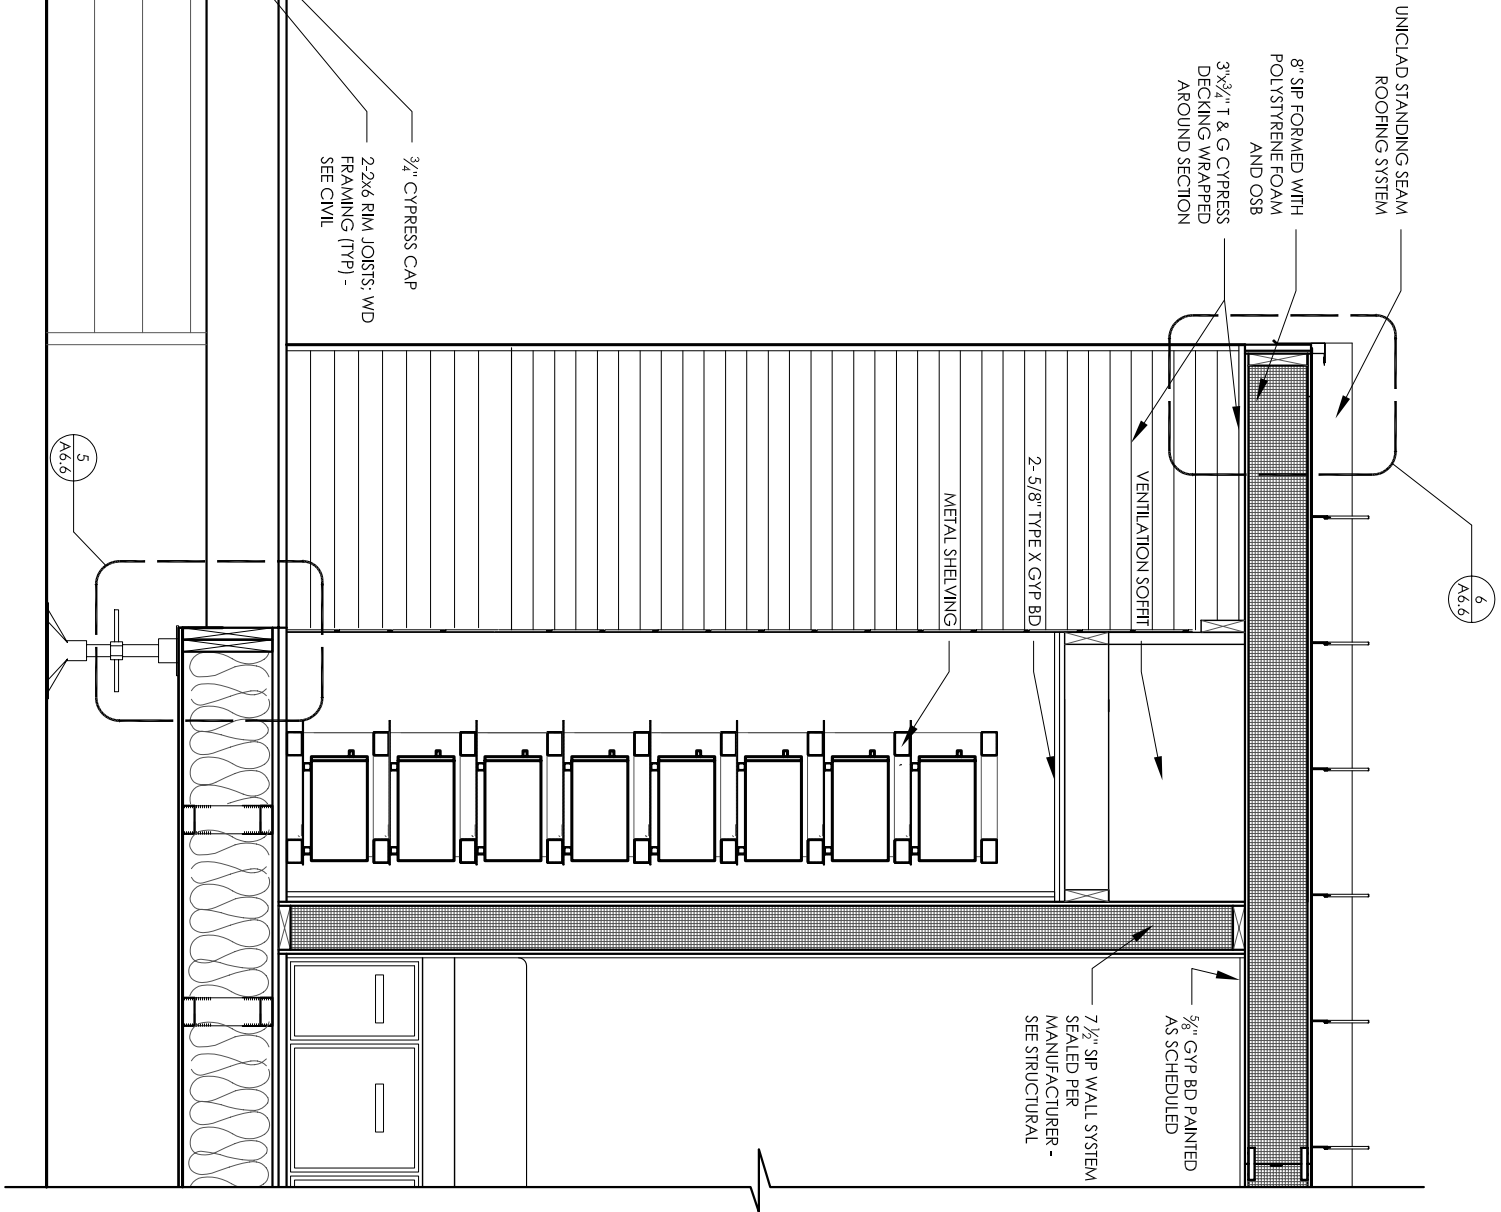 UNICLAD STANDING SEAM
ROOFING SYSTEM
8" SIP FORMED WITH
POLYSTYRENE FOAM
AND OSB
3"x¾" T & G CYPRESS
DECKING WRAPPED
AROUND SECTION
6
A6.6
VENTILATION SOFFIT
2- 5/8" TYPE X GYP BD
METAL SHELVING
⅝" GYP BD PAINTED
AS SCHEDULED
7 ½" SIP WALL SYSTEM
SEALED PER
MANUFACTURER -
SEE STRUCTURAL
¾" CYPRESS CAP
2-2x6 RIM JOISTS; WD
FRAMING (TYP) -
SEE CIVIL
5
A6.6